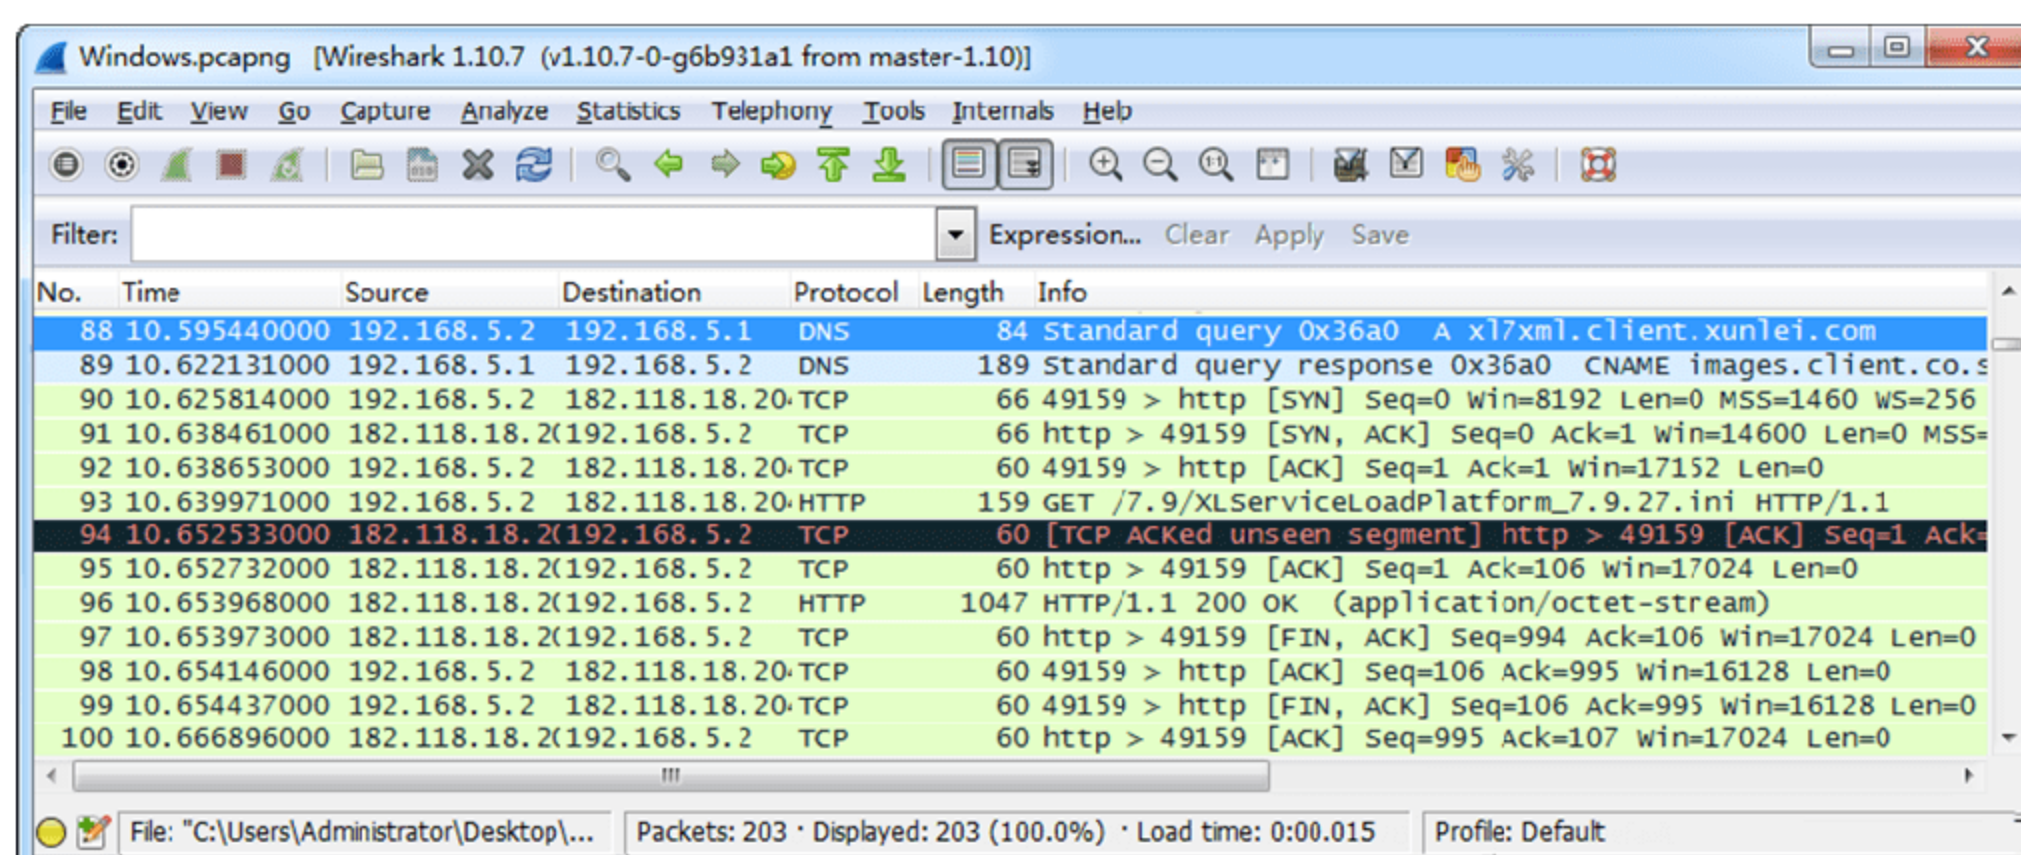 Windows.pcapng [Wireshark 1.10.7 (v1.10.7-0-g6b931a1 from master-1.10)]
File Edit View Go Capture Analyze Statistics Telephony Tools Internals Help
Filter: Expression... Clear Apply Save
No. Time Source Destination Protocol Length Info
88 10.595440000 192.168.5.2 192.168.5.1 DNS 84 Standard query 0x36a0 A xl7xml.client.xunlei.com
89 10.622131000 192.168.5.1 192.168.5.2 DNS 189 Standard query response 0x36a0 CNAME images.client.co.s
90 10.625814000 192.168.5.2 182.118.18.20 TCP 66 49159 > http [SYN] Seq=0 Win=8192 Len=0 MSS=1460 WS=256
91 10.638461000 182.118.18.20 192.168.5.2 TCP 66 http > 49159 [SYN, ACK] Seq=0 Ack=1 Win=14600 Len=0 MSS=
92 10.638653000 192.168.5.2 182.118.18.20 TCP 60 49159 > http [ACK] Seq=1 Ack=1 Win=17152 Len=0
93 10.639971000 192.168.5.2 182.118.18.20 HTTP 159 GET /7.9/XLServiceLoadPlatform_7.9.27.ini HTTP/1.1
94 10.652533000 182.118.18.20 192.168.5.2 TCP 60 [TCP ACKed unseen segment] http > 49159 [ACK] Seq=1 Ack=
95 10.652732000 182.118.18.20 192.168.5.2 TCP 60 http > 49159 [ACK] Seq=1 Ack=106 Win=17024 Len=0
96 10.653968000 182.118.18.20 192.168.5.2 HTTP 1047 HTTP/1.1 200 OK (application/octet-stream)
97 10.653973000 182.118.18.20 192.168.5.2 TCP 60 http > 49159 [FIN, ACK] Seq=994 Ack=106 Win=17024 Len=0
98 10.654146000 192.168.5.2 182.118.18.20 TCP 60 49159 > http [ACK] Seq=106 Ack=995 Win=16128 Len=0
99 10.654437000 192.168.5.2 182.118.18.20 TCP 60 49159 > http [FIN, ACK] Seq=106 Ack=995 Win=16128 Len=0
100 10.666896000 182.118.18.20 192.168.5.2 TCP 60 http > 49159 [ACK] Seq=995 Ack=107 Win=17024 Len=0
File: "C:\Users\Administrator\Desktop\... Packets: 203 · Displayed: 203 (100.0%) · Load time: 0:00.015 Profile: Default